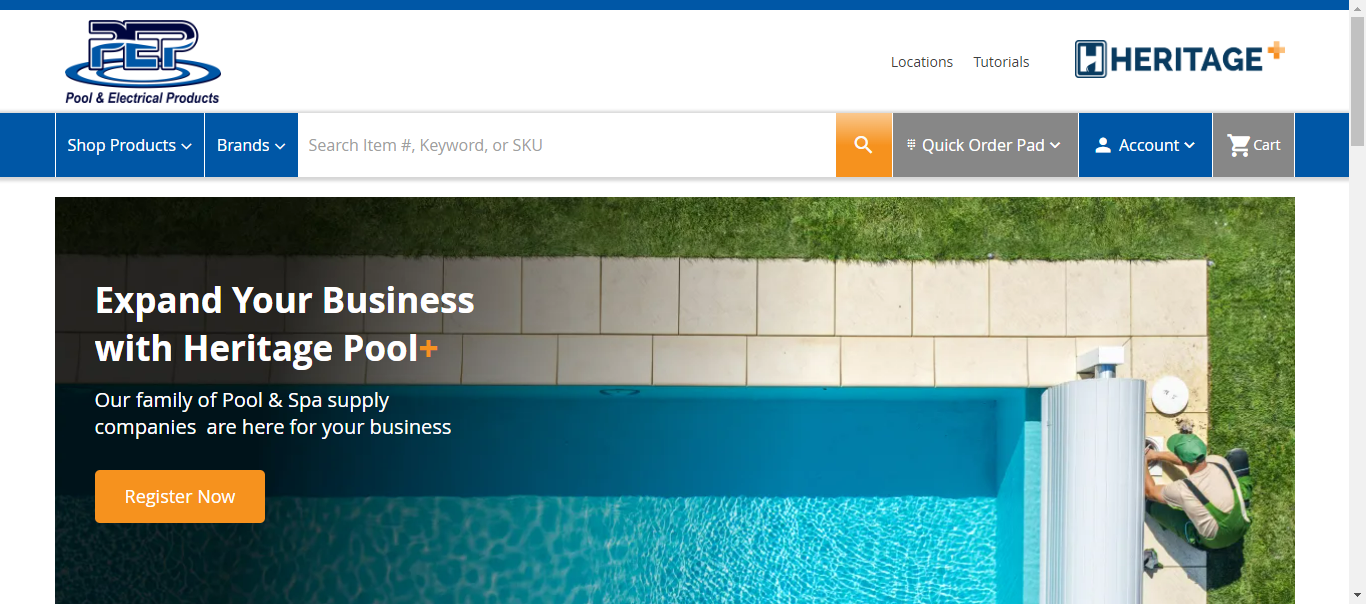 PEP
Pool & Electrical Products
Locations
Tutorials
HERITAGE+
Shop Products
Brands
Search Item #, Keyword, or SKU
Quick Order Pad
Account
Cart
Expand Your Business
with Heritage Pool+
Our family of Pool & Spa supply
companies are here for your business
Register Now